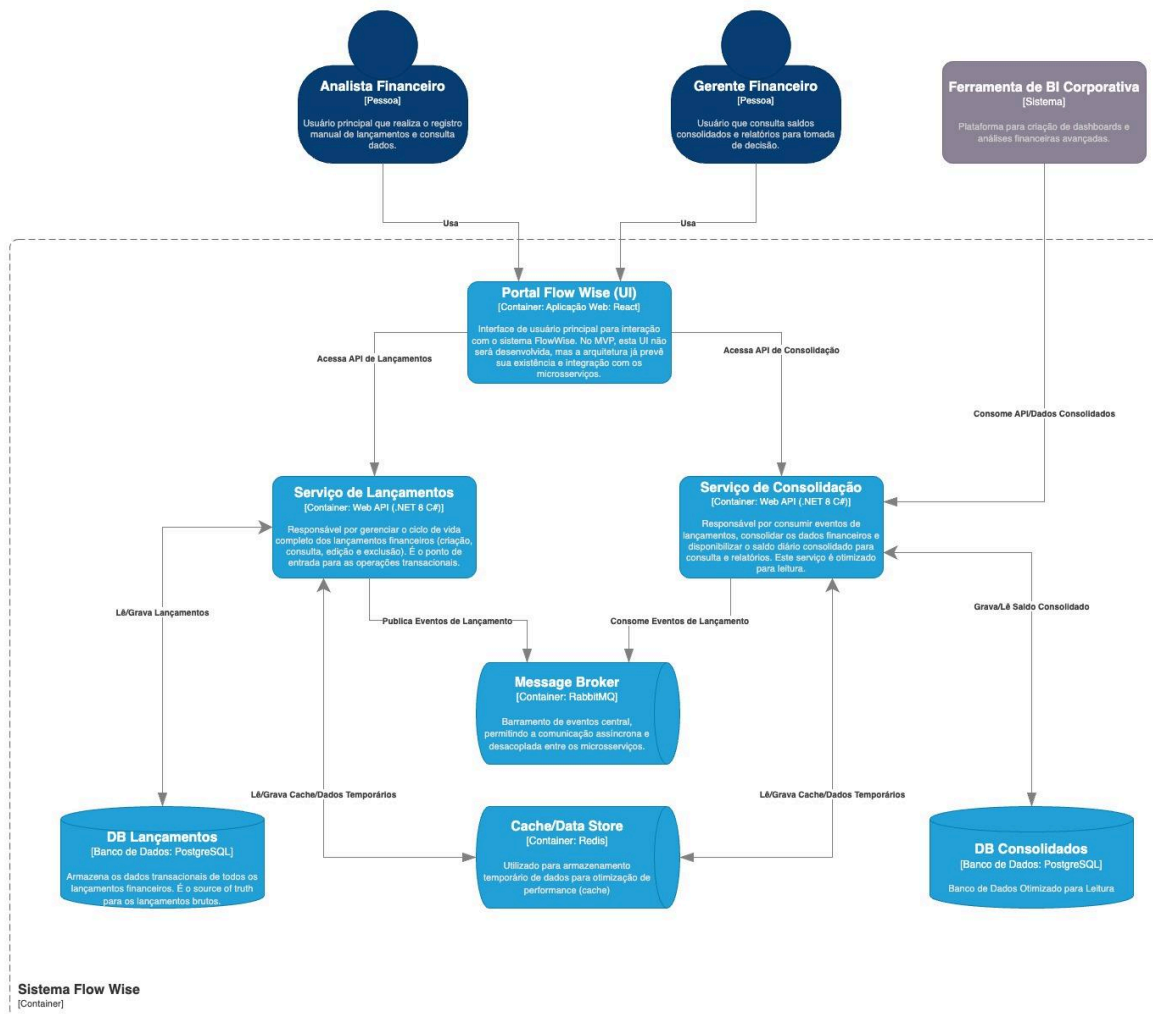 Analista Financeiro
[Pessoa]
Usuário principal que realiza o registro
manual de lançamentos e consulta
dados.
Gerente Financeiro
[Pessoa]
Usuário que consulta saldos
consolidados e relatórios para tomada
de decisão.
Ferramenta de BI Corporativa
[Sistema]
Plataforma para criação de dashboards e
análises financeiras avançadas.
Usa
Usa
Portal Flow Wise (UI)
[Container: Aplicação Web: React]
Interface de usuário principal para interação
com o sistema FlowWise. No MVP, esta UI não
será desenvolvida, mas a arquitetura já prevê
sua existência e integração com os
microsserviços.
Acessa API de Lançamentos
Acessa API de Consolidação
Consome API/Dados Consolidados
Serviço de Lançamentos
[Container: Web API (.NET 8 C#)]
Responsável por gerenciar o ciclo de vida
completo dos lançamentos financeiros (criação,
consulta, edição e exclusão). É o ponto de
entrada para as operações transacionais.
Serviço de Consolidação
[Container: Web API (.NET 8 C#)]
Responsável por consumir eventos de
lançamentos, consolidar os dados financeiros e
disponibilizar o saldo diário consolidado para
consulta e relatórios. Este serviço é otimizado
para leitura.
Lê/Grava Lançamentos
Publica Eventos de Lançamento
Consome Eventos de Lançamento
Grava/Lê Saldo Consolidado
Message Broker
[Container: RabbitMQ]
Barramento de eventos central,
permitindo a comunicação assíncrona e
desacoplada entre os microsserviços.
Lê/Grava Cache/Dados Temporários
Lê/Grava Cache/Dados Temporários
DB Lançamentos
[Banco de Dados: PostgreSQL]
Armazena os dados transacionais de todos os
lançamentos financeiros. É o source of truth
para os lançamentos brutos.
Cache/Data Store
[Container: Redis]
Utilizado para armazenamento
temporário de dados para otimização de
performance (cache)
DB Consolidados
[Banco de Dados: PostgreSQL]
Banco de Dados Otimizado para Leitura
Sistema Flow Wise
[Container]